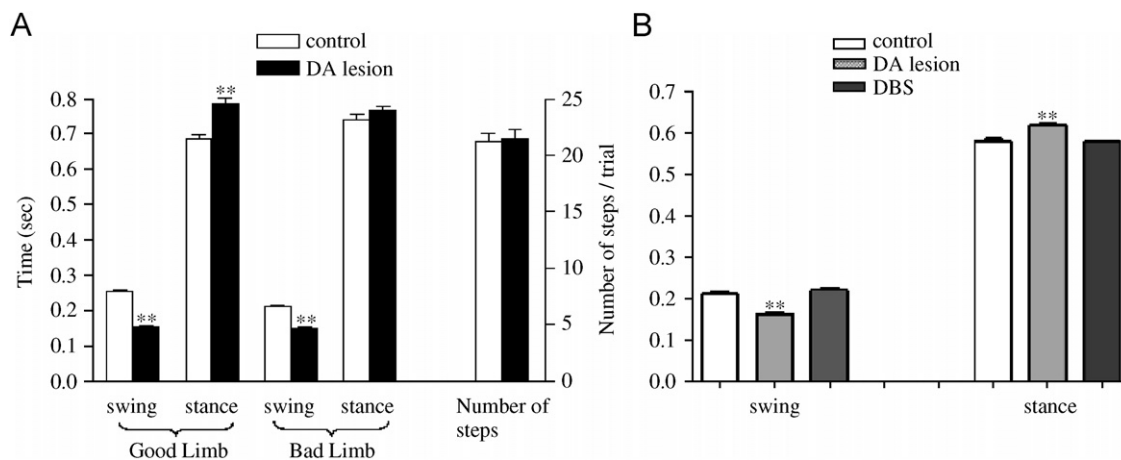 A
control
DA lesion
0.8
0.7
0.6
0.5
0.4
0.3
0.2
0.1
0.0
Time (sec)
**
**
**
25
20
15
10
5
0
Number of steps / trial
swing stance swing stance Number of
steps
Good Limb Bad Limb
B
control
DA lesion
DBS
0.7
0.6
0.5
0.4
0.3
0.2
0.1
0.0
**
**
swing stance